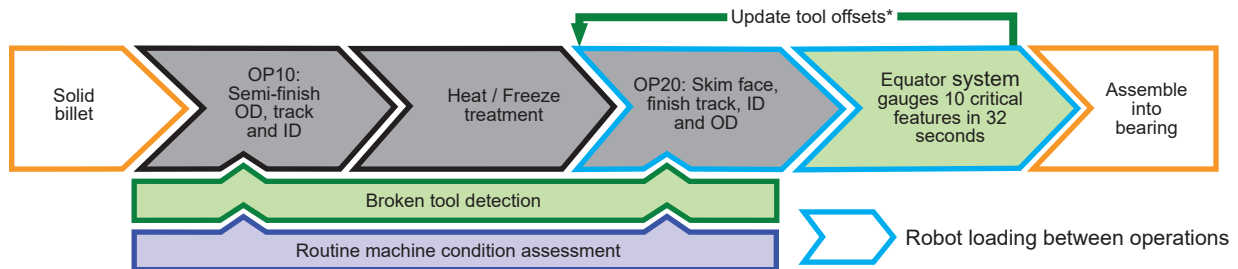 Update tool offsets*
Solid
billet
OP10:
Semi-finish
OD, track
and ID
Heat / Freeze
treatment
OP20: Skim face,
finish track, ID
and OD
Equator system
gauges 10 critical
features in 32
seconds
Assemble
into
bearing
Broken tool detection
Routine machine condition assessment
Robot loading between operations